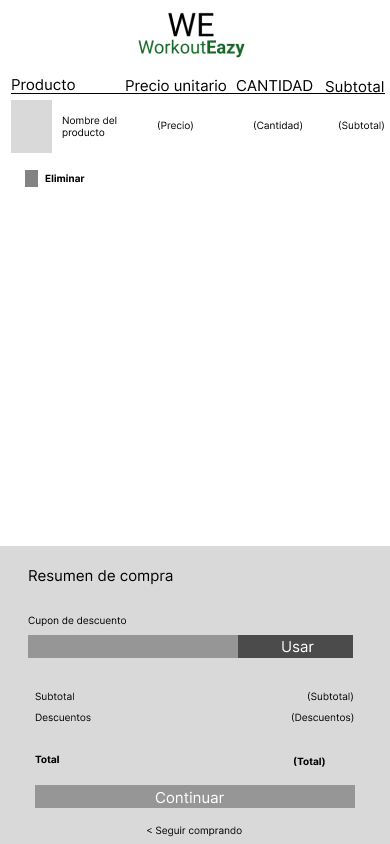 WE
WorkoutEazy
Producto Precio unitario CANTIDAD Subtotal
Nombre del
producto
(Precio) (Cantidad) (Subtotal)
Eliminar
Resumen de compra
Cupon de descuento
Usar
Subtotal (Subtotal)
Descuentos (Descuentos)
Total (Total)
Continuar
< Seguir comprando